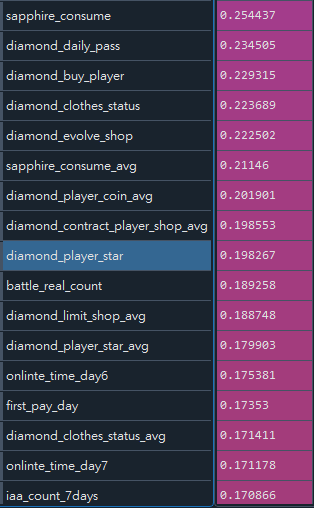 sapphire_consume 0.254437
diamond_daily_pass 0.234505
diamond_buy_player 0.229315
diamond_clothes_status 0.223689
diamond_evolve_shop 0.222502
sapphire_consume_avg 0.21146
diamond_player_coin_avg 0.201901
diamond_contract_player_shop_avg 0.198553
diamond_player_star 0.198267
battle_real_count 0.189258
diamond_limit_shop_avg 0.188748
diamond_player_star_avg 0.179903
onlinte_time_day6 0.175381
first_pay_day 0.17353
diamond_clothes_status_avg 0.171411
onlinte_time_day7 0.171178
iaa_count_7days 0.170866